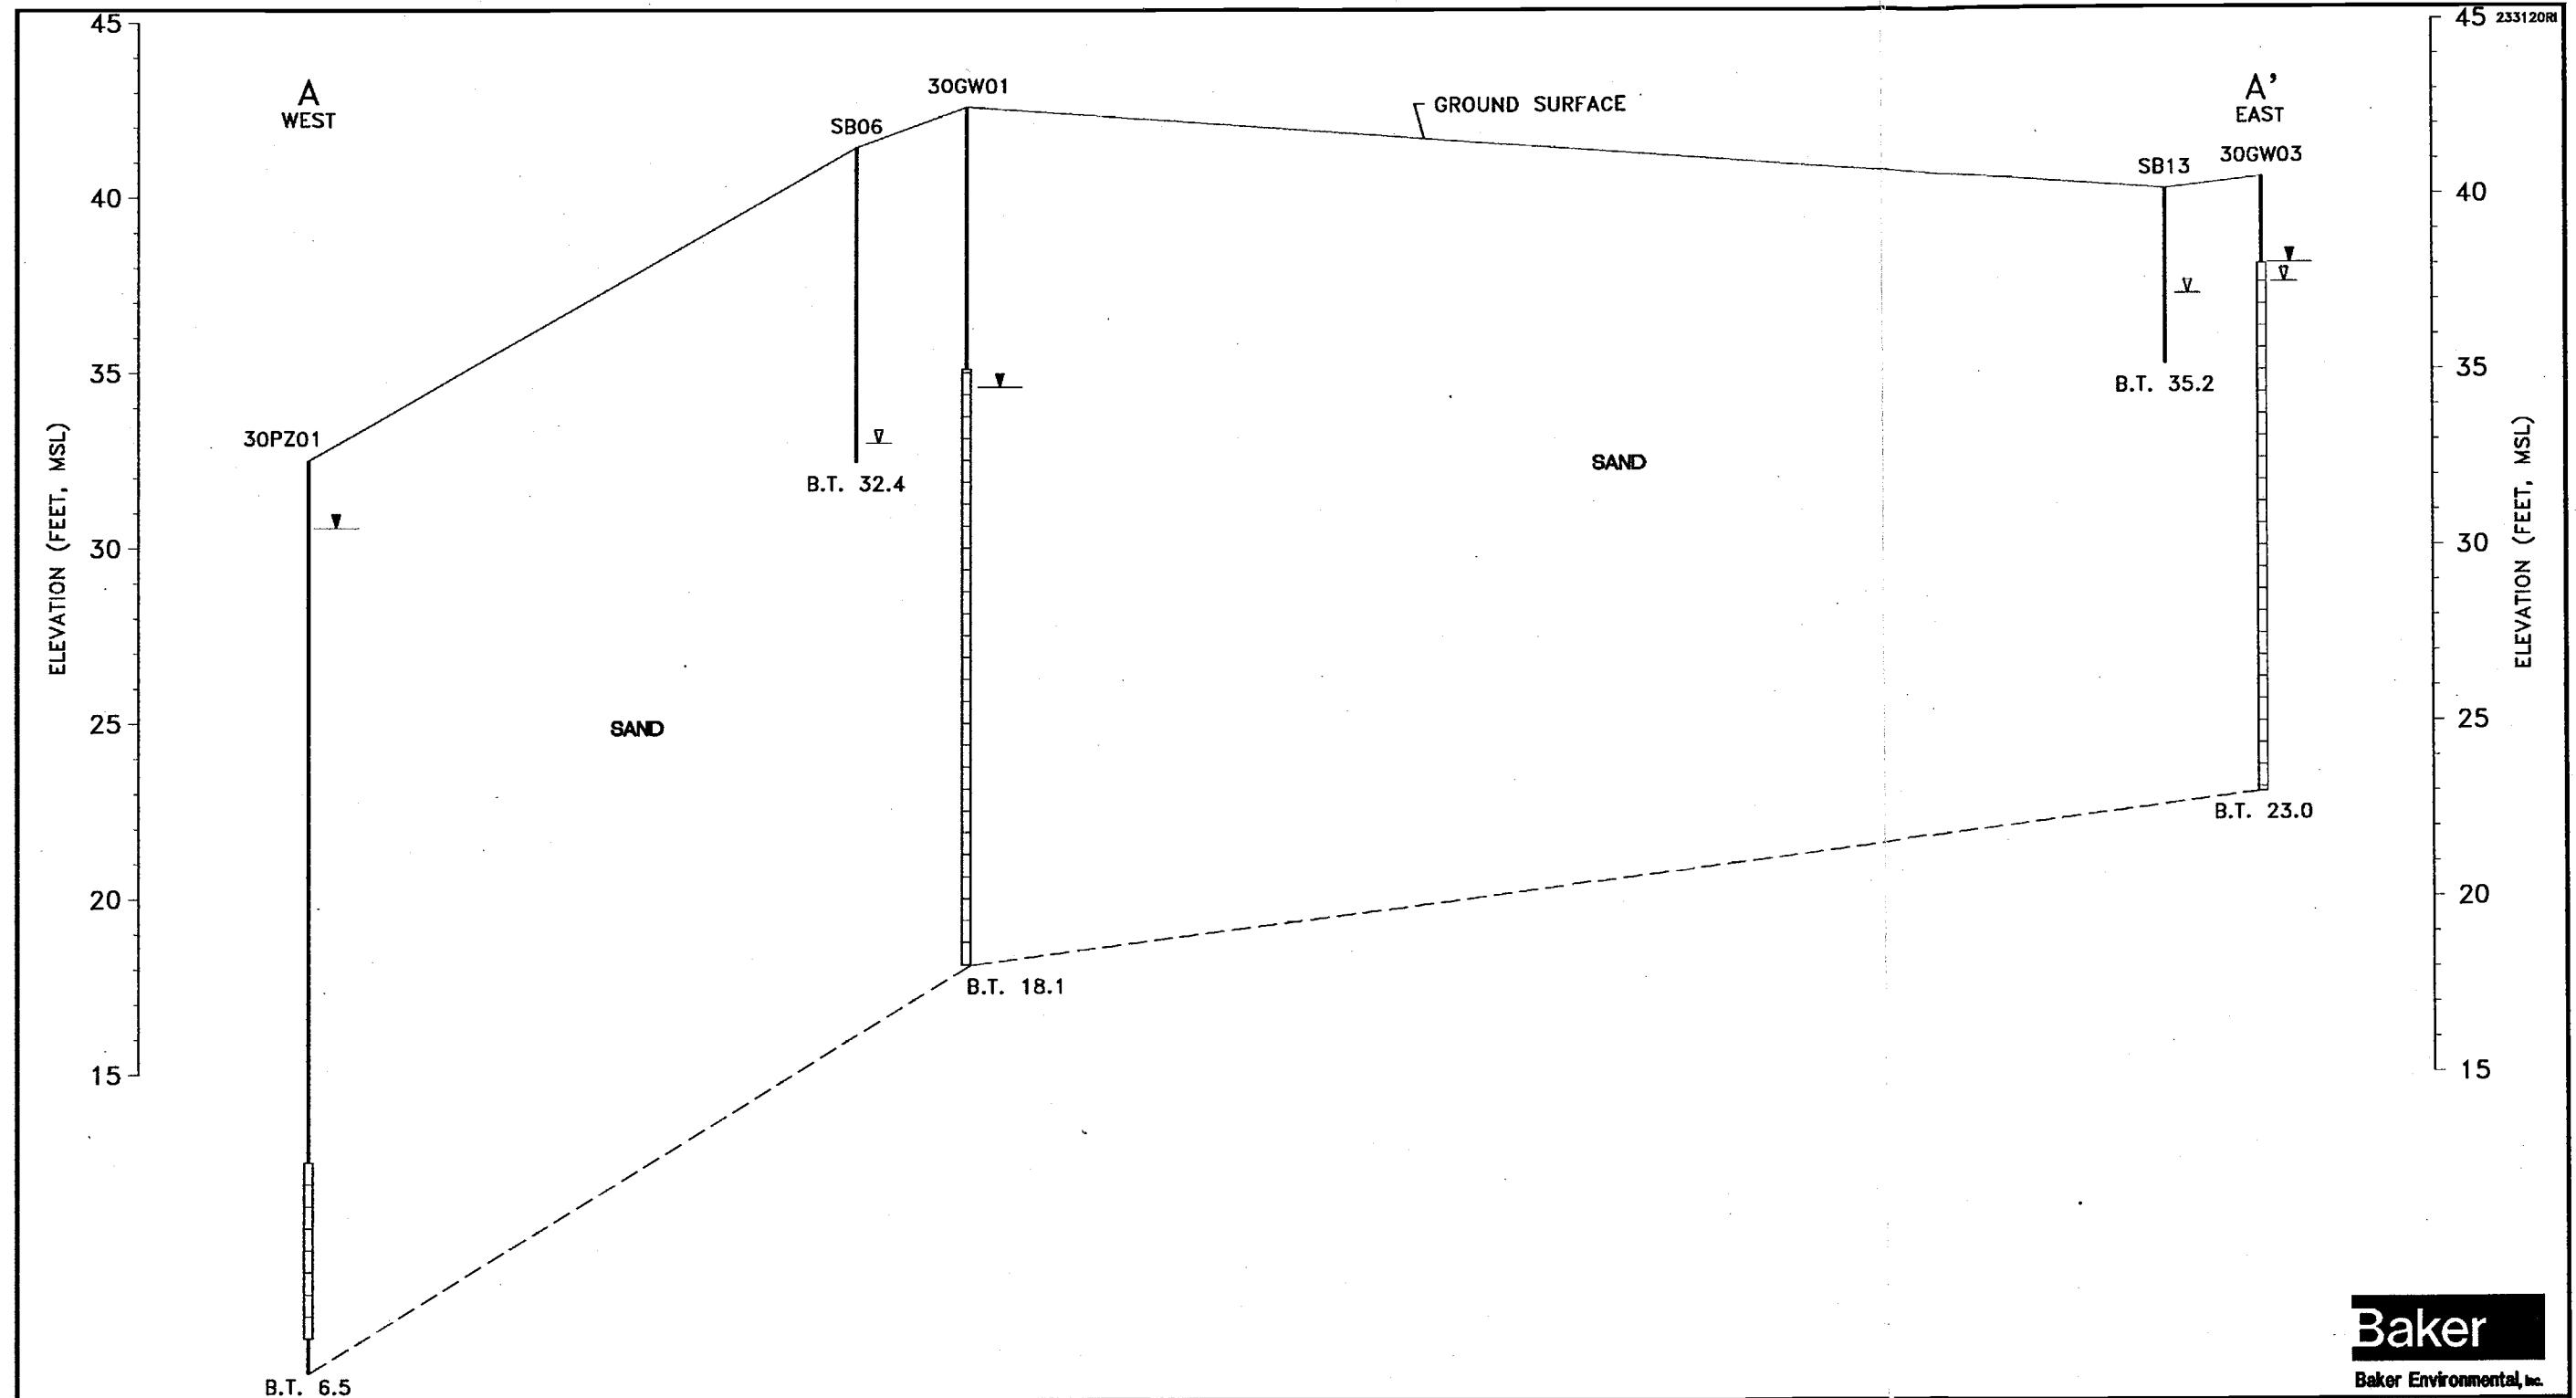 45
45
233120RI
A
WEST
30GW01
GROUND SURFACE
A'
EAST
SB06
SB13
30GW03
40
40
35
35
B.T. 35.2
30PZ01
B.T. 32.4
SAND
ELEVATION (FEET, MSL)
ELEVATION (FEET, MSL)
30
30
25
25
SAND
B.T. 23.0
20
20
B.T. 18.1
15
15
Baker
Baker Environmental, Inc.
B.T. 6.5